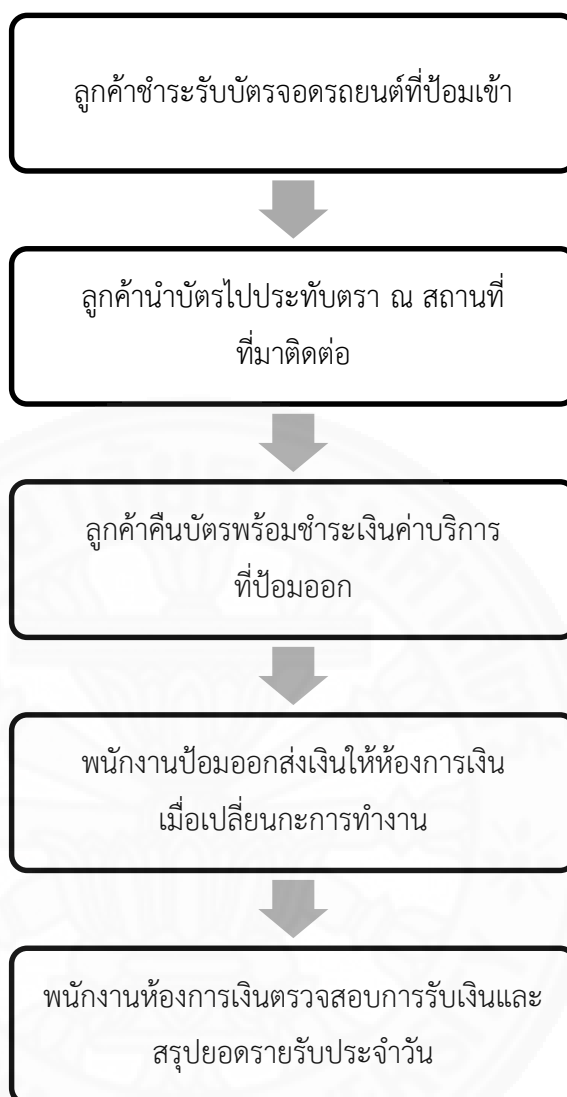 ลูกค้าชำระรับบัตรจอดรถยนต์ที่ป้อมเข้า
ลูกค้านำบัตรไปประทับตรา ณ สถานที่
ที่มาติดต่อ
ลูกค้าคืนบัตรพร้อมชำระเงินค่าบริการ
ที่ป้อมออก
พนักงานป้อมออกส่งเงินให้ห้องการเงิน
เมื่อเปลี่ยนกะการทำงาน
พนักงานห้องการเงินตรวจสอบการรับเงินและ
สรุปยอดรายรับประจำวัน